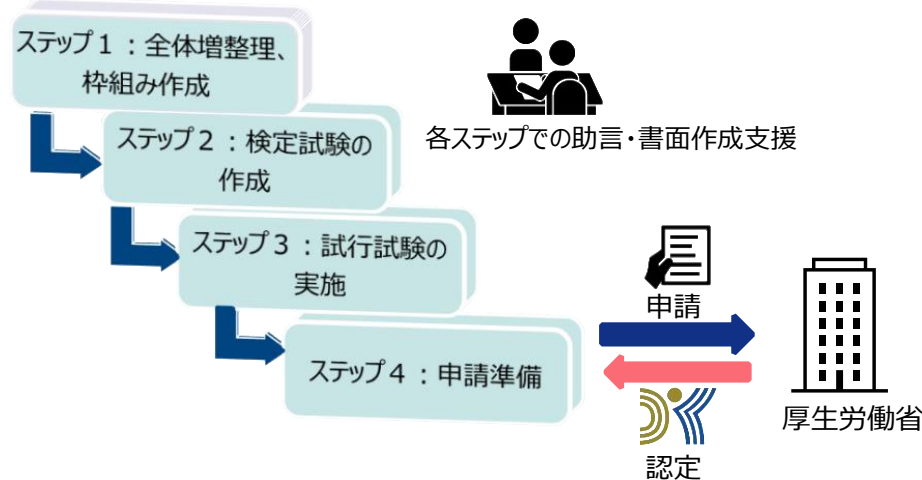 ステップ１：全体増整理、
枠組み作成
各ステップでの助言・書面作成支援
ステップ２：検定試験の
作成
ステップ３：試行試験の
実施
ステップ４：申請準備
申請
厚生労働省
認定